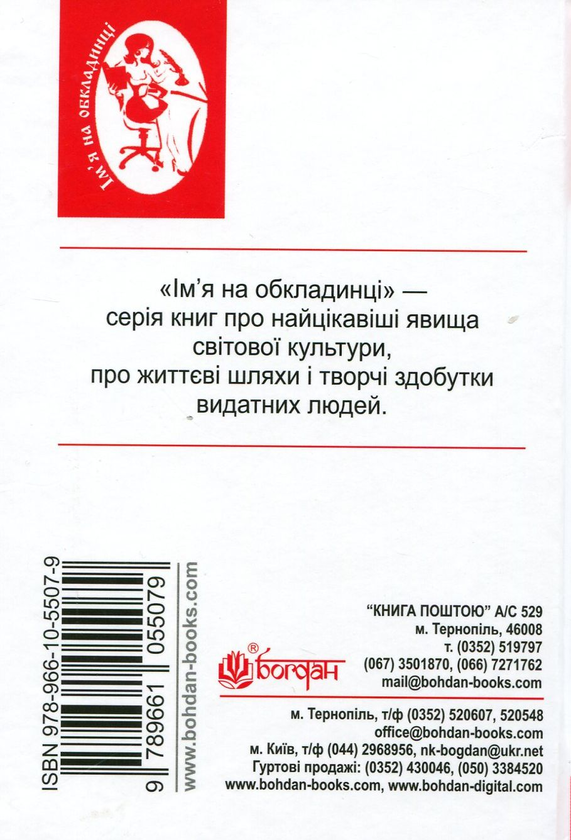 Ім’я на обкладинці
«Ім’я на обкладинці» —
серія книг про найцікавіші явища
світової культури,
про життєві шляхи і творчі здобутки
видатних людей.
ISBN 978-966-10-5507-9
9 789661 055079
www.bohdan-books.com
®
богдан
“КНИГА ПОШТОЮ” А/С 529
м. Тернопіль, 46008
т. (0352) 519797
(067) 3501870, (066) 7271762
mail@bohdan-books.com
м. Тернопіль, т/ф (0352) 520607, 520548
office@bohdan-books.com
м. Київ, т/ф (044) 2968956, nk-bogdan@ukr.net
Гуртові продажі: (0352) 430046, (050) 3384520
www.bohdan-books.com, www.bohdan-digital.com